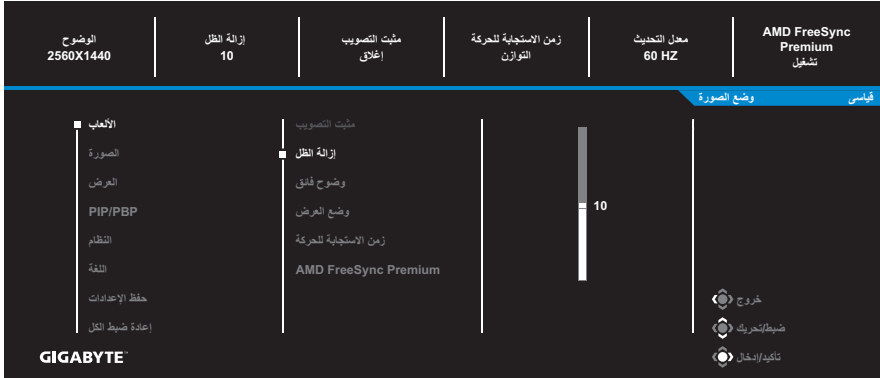 AMD FreeSync
Premium
تشغيل
معدل التحديث
60 HZ
زمن الاستجابة للحركة
التوازن
مثبت التصويب
إغلاق
إزالة الظل
10
الوضوح
2560X1440
وضع الصورة
قياسى
الألعاب
الصورة
العرض
PIP/PBP
النظام
اللغة
حفظ الإعدادات
إعادة ضبط الكل
مثبت التصويب
إزالة الظل
وضوح فائق
وضع العرض
زمن الاستجابة للحركة
AMD FreeSync Premium
10
خروج
ضبط/تحريك
تأكيد/إدخال
GIGABYTE™